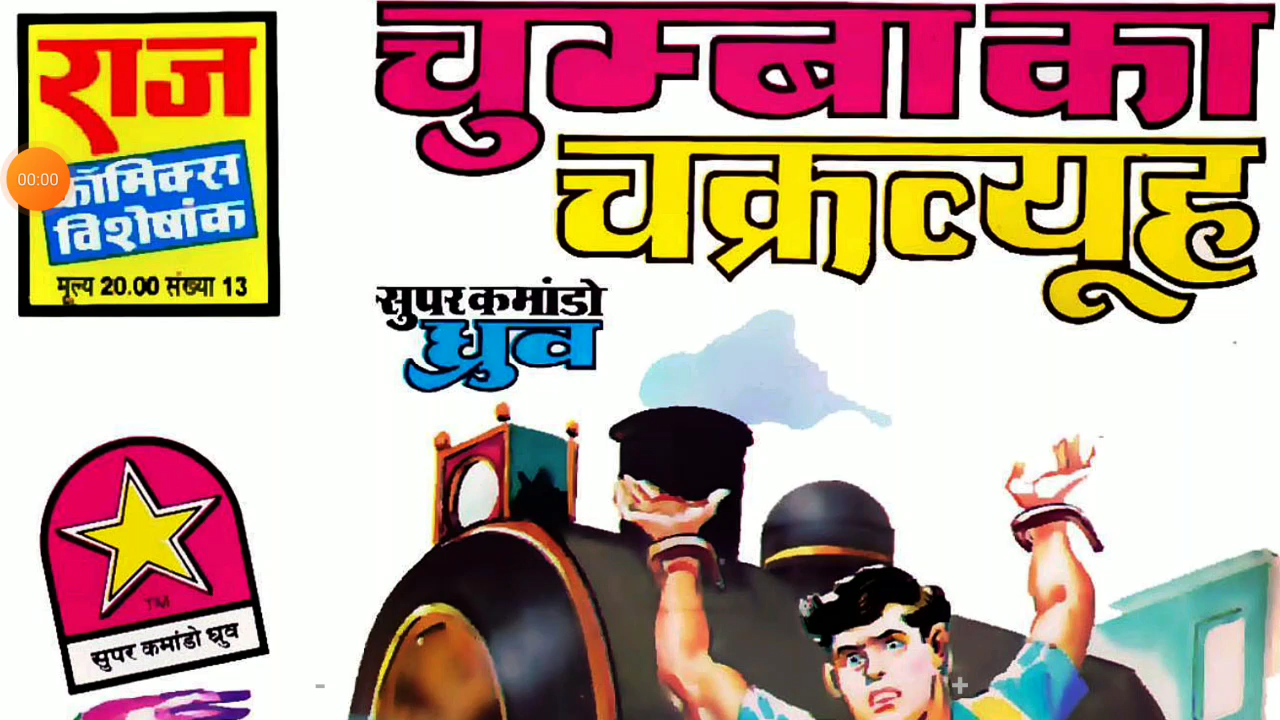 राज
कॉमिक्स
विशेषांक
मूल्य 20.00 संख्या 13
चुम्बा का
चक्रव्यूह
सुपर कमांडो
ध्रुव
00:00
TM
सुपर कमांडो ध्रुव
- +